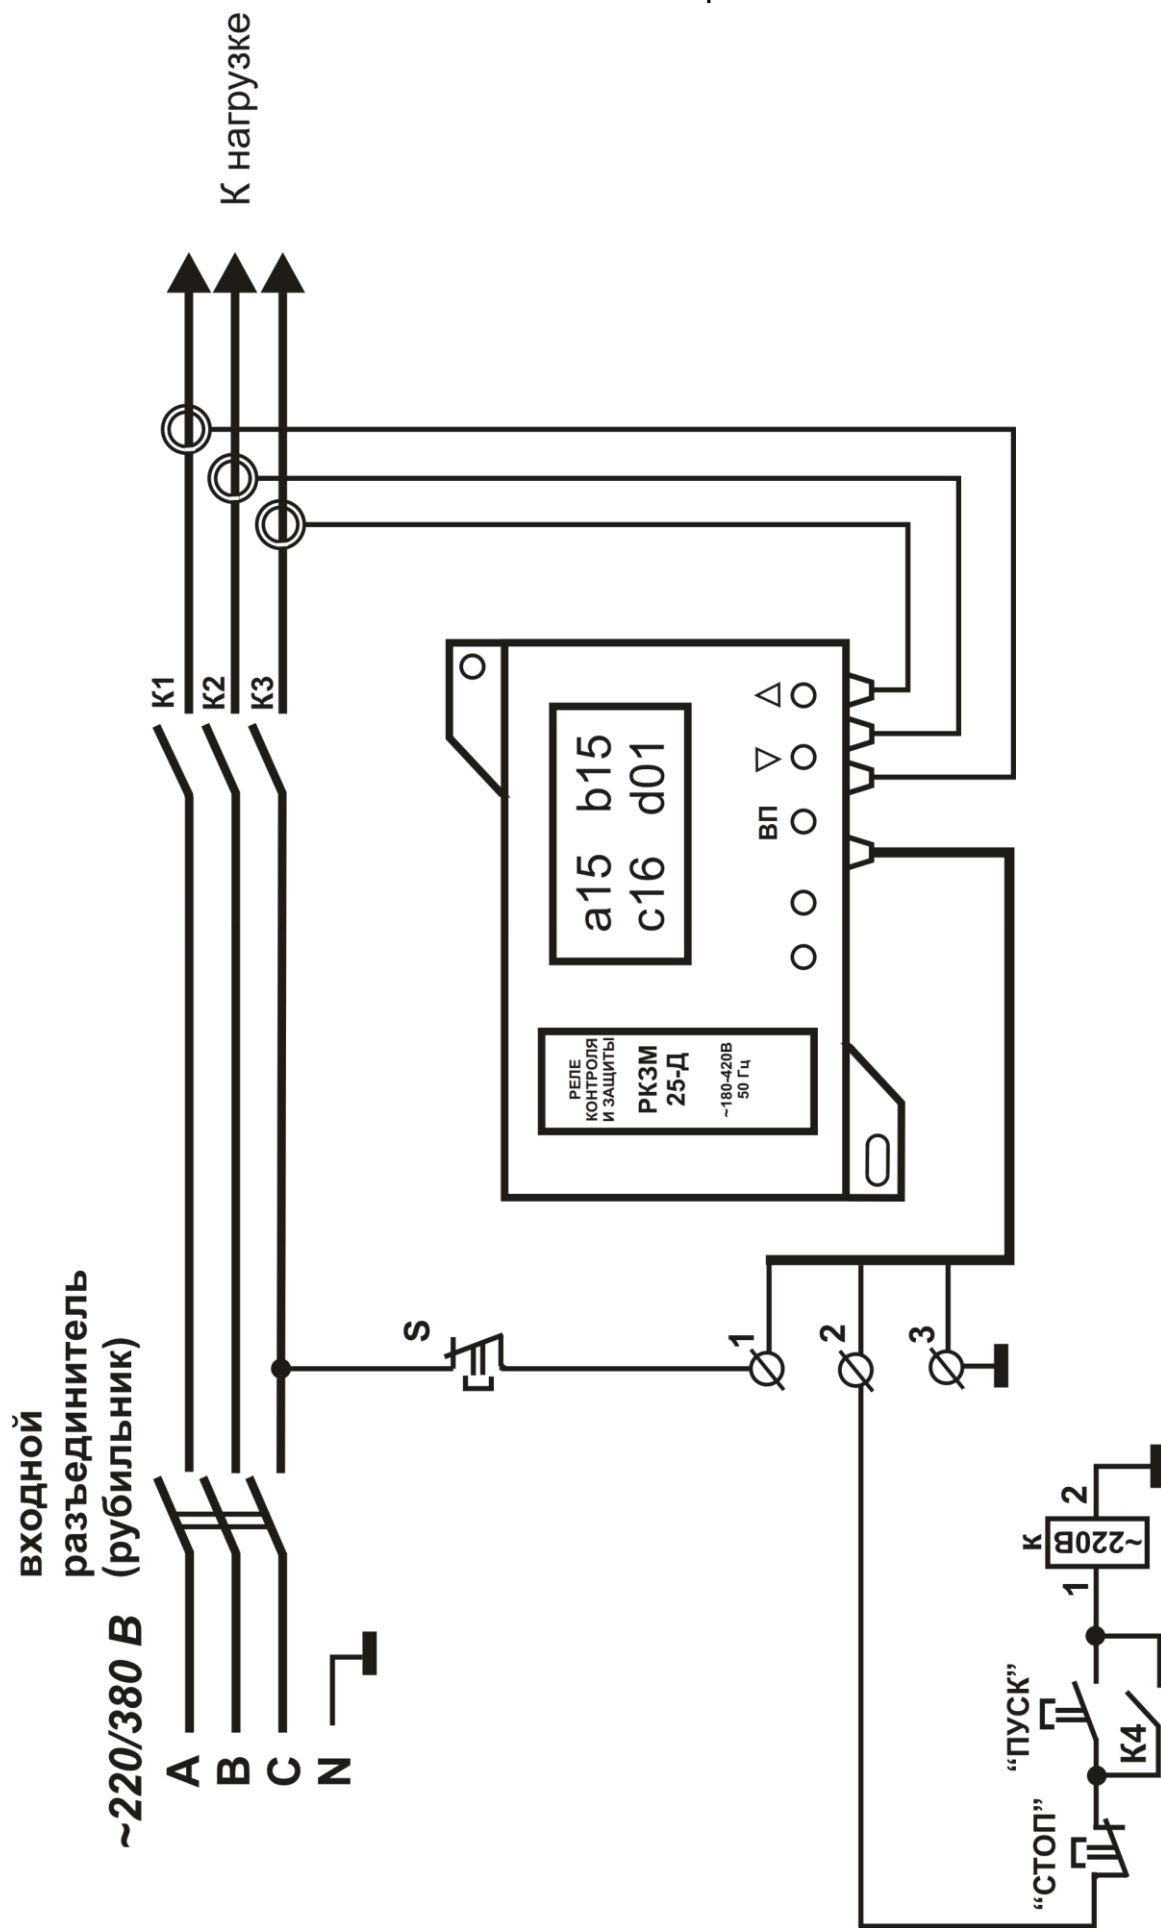 К нагрузке
К1
К2
К3
a15 b15
c16 d01
ВП
РЕЛЕ
КОНТРОЛЯ
И ЗАЩИТЫ
РКЗМ
25-Д
~180-420В
50 Гц
входной
разъединитель
(рубильник)
~220/380 В
A
B
C
N
S
1
2
3
К
~220В
1
2
“ПУСК”
К4
“СТОП”